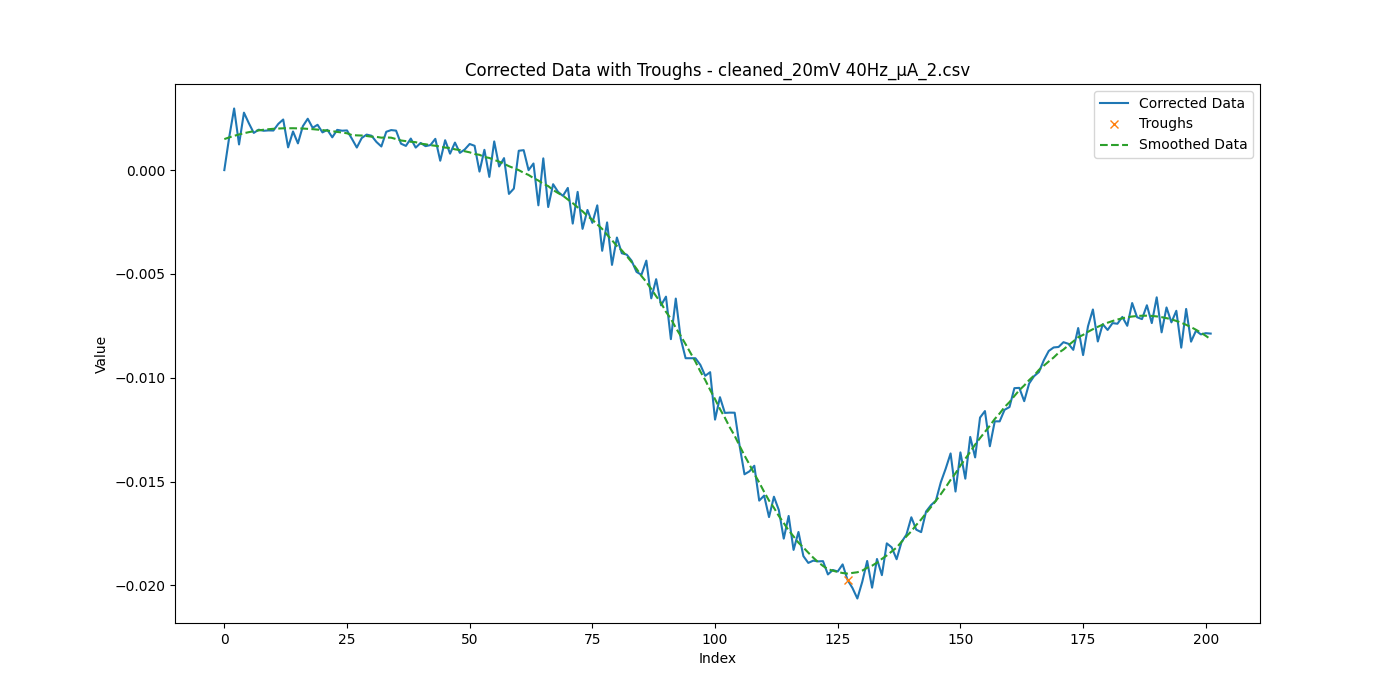 Corrected Data with Troughs - cleaned_20mV 40Hz_μA_2.csv
Corrected Data
Troughs
Smoothed Data
Value
0.000
−0.005
−0.010
−0.015
−0.020
0 25 50 75 100 125 150 175 200
Index